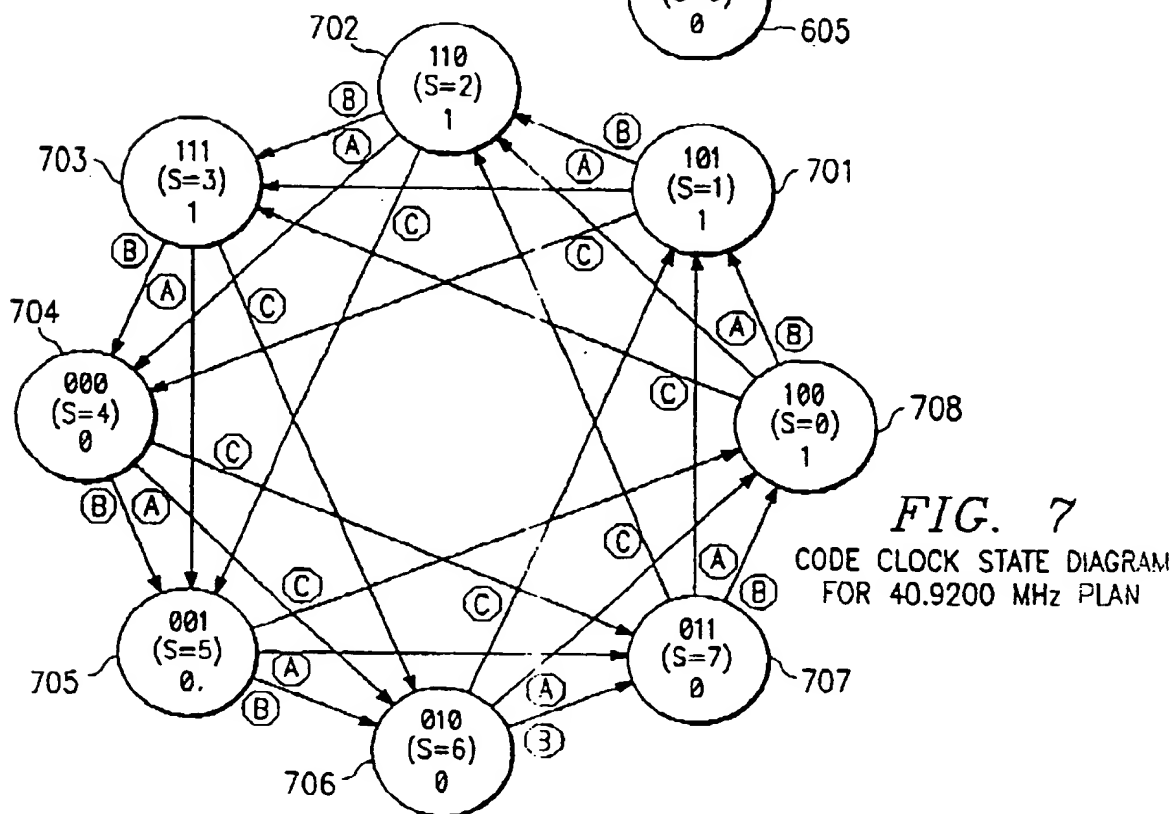 0
605
702
110
(S=2)
1
B
A
C
703
111
(S=3)
1
B
A
C
101
(S=1)
1
701
B
A
C
704
000
(S=4)
0
B
A
C
100
(S=0)
1
708
A
B
C
705
001
(S=5)
0.
C
A
B
706
010
(S=6)
0
C
A
B
011
(S=7)
0
707
C
A
B
FIG. 7
CODE CLOCK STATE DIAGRAM
FOR 40.9200 MHz PLAN